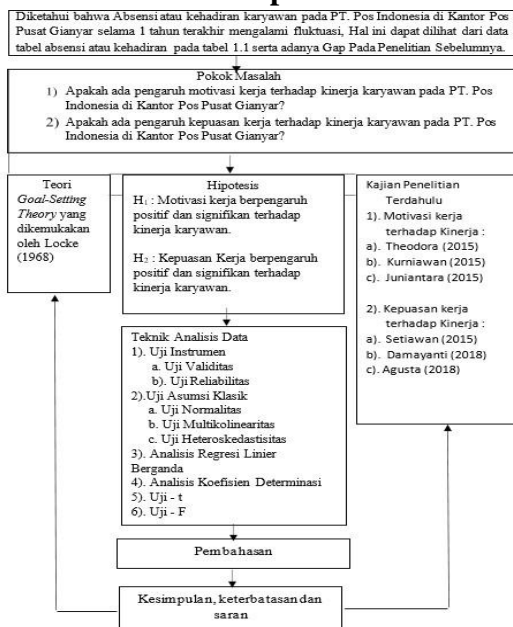 Diketahui bahwa Absensi atau kehadiran karyawan pada PT. Pos Indonesia di Kantor Pos
Pusat Gianyar selama 1 tahun terakhir mengalami fluktuasi, Hal ini dapat dilihat dari data
tabel absensi atau kehadiran pada tabel 1.1 serta adanya Gap Pada Penelitian Sebelumnya.
Pokok Masalah
1) Apakah ada pengaruh motivasi kerja terhadap kinerja karyawan pada PT. Pos
Indonesia di Kantor Pos Pusat Gianyar?
2) Apakah ada pengaruh kepuasan kerja terhadap kinerja karyawan pada PT. Pos
Indonesia di Kantor Pos Pusat Gianyar?
Teori
Goal-Setting
Theory yang
dikemukakan
oleh Locke
(1968)
Hipotesis
H₁ : Motivasi kerja berpengaruh
positif dan signifikan terhadap
kinerja karyawan.
H₂ : Kepuasan Kerja berpengaruh
positif dan signifikan terhadap
kinerja karyawan.
Kajian Penelitian
Terdahulu
1). Motivasi kerja
terhadap Kinerja :
a). Theodora (2015)
b). Kurniawan (2015)
c). Juniantara (2015)
2). Kepuasan kerja
terhadap Kinerja :
a). Setiawan (2015)
b). Damayanti (2018)
c). Agusta (2018)
Teknik Analisis Data
1). Uji Instrumen
a. Uji Validitas
b). Uji Reliabilitas
2).Uji Asumsi Klasik
a. Uji Normalitas
b. Uji Multikolinearitas
c. Uji Heteroskedastisitas
3). Analisis Regresi Linier
Berganda
4). Analisis Koefisien Determinasi
5). Uji - t
6). Uji - F
Pembahasan
Kesimpulan, keterbatasan dan
saran